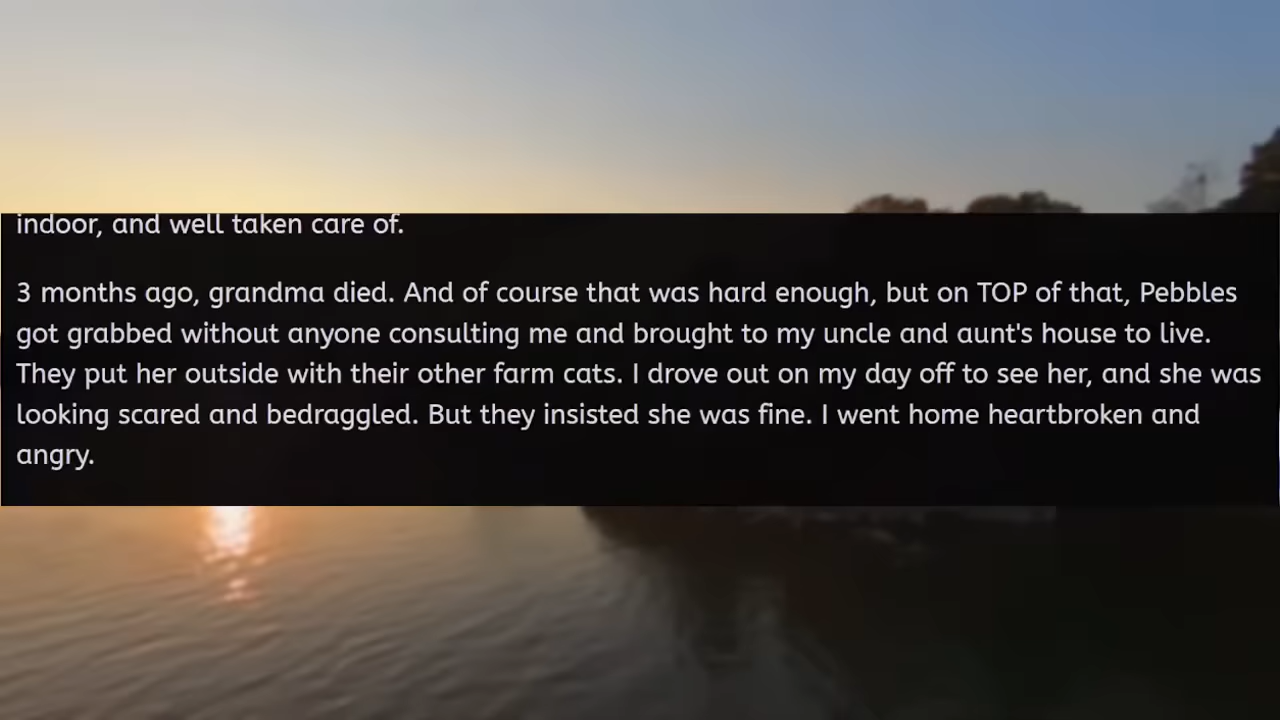 indoor, and well taken care of.
3 months ago, grandma died. And of course that was hard enough, but on TOP of that, Pebbles
got grabbed without anyone consulting me and brought to my uncle and aunt's house to live.
They put her outside with their other farm cats. I drove out on my day off to see her, and she was
looking scared and bedraggled. But they insisted she was fine. I went home heartbroken and
angry.